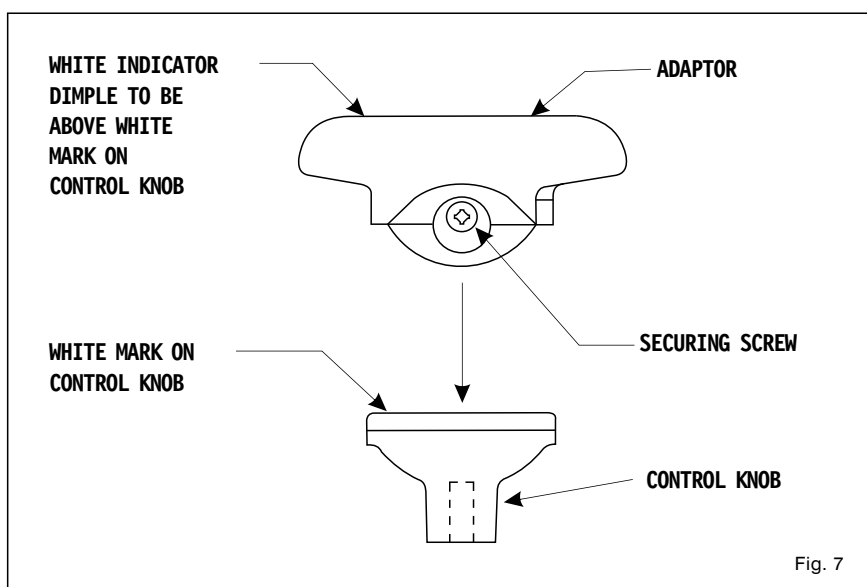 WHITE INDICATOR
DIMPLE TO BE
ABOVE WHITE
MARK ON
CONTROL KNOB
ADAPTOR
SECURING SCREW
WHITE MARK ON
CONTROL KNOB
CONTROL KNOB
Fig. 7